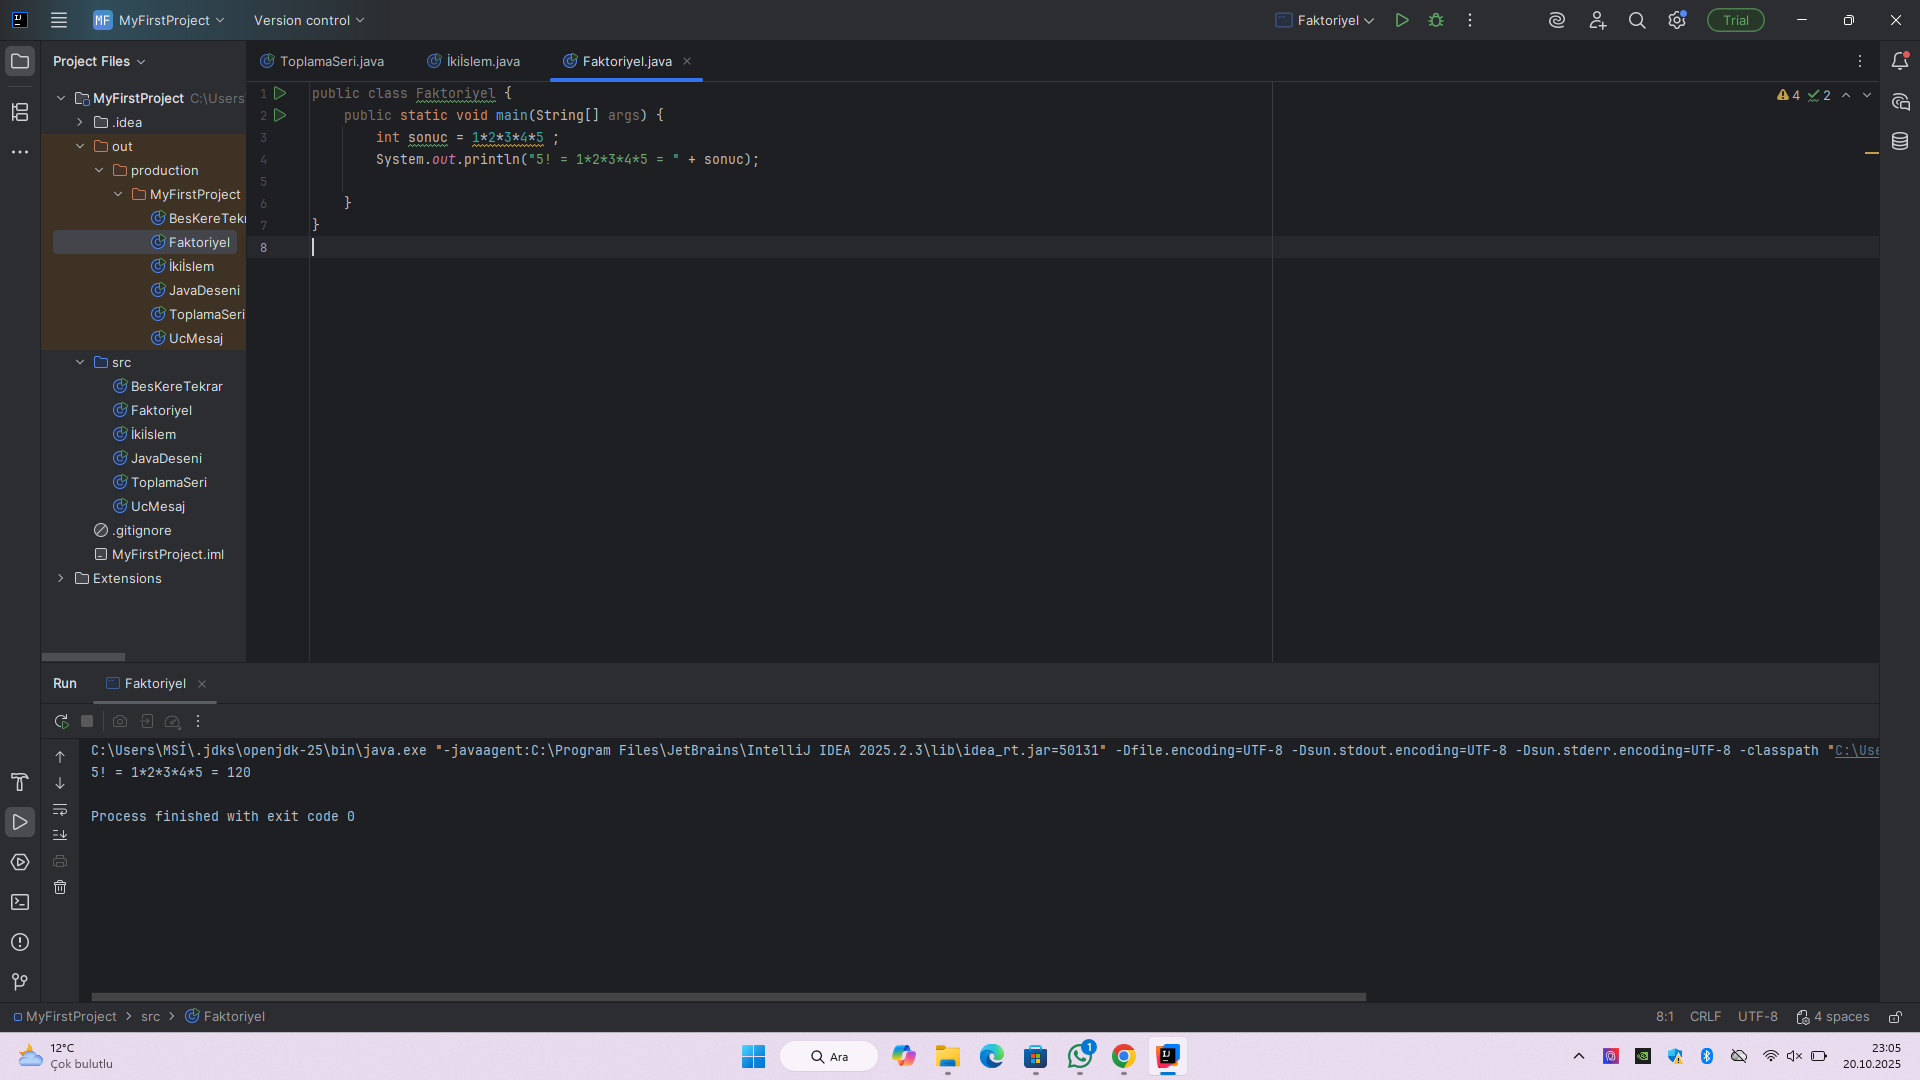 MF MyFirstProject Version control Faktoriyel Trial
Project Files
ToplamaSeri.java İkiİslem.java Faktoriyel.java
MyFirstProject C:\Users
.idea
out
production
MyFirstProject
BesKereTekr
Faktoriyel
İkiİslem
JavaDeseni
ToplamaSeri
UcMesaj
src
BesKereTekrar
Faktoriyel
İkiİslem
JavaDeseni
ToplamaSeri
UcMesaj
.gitignore
MyFirstProject.iml
Extensions
1 public class Faktoriyel {
2 public static void main(String[] args) {
3 int sonuc = 1*2*3*4*5 ;
4 System.out.println("5! = 1*2*3*4*5 = " + sonuc);
5
6 }
7 }
8
4 2
Run Faktoriyel
C:\Users\MSİ\.jdks\openjdk-25\bin\java.exe "-javaagent:C:\Program Files\JetBrains\IntelliJ IDEA 2025.2.3\lib\idea_rt.jar=50131" -Dfile.encoding=UTF-8 -Dsun.stdout.encoding=UTF-8 -Dsun.stderr.encoding=UTF-8 -classpath "C:\Use
5! = 1*2*3*4*5 = 120
Process finished with exit code 0
MyFirstProject > src > Faktoriyel
8:1 CRLF UTF-8 4 spaces
12°C
Çok bulutlu
Ara
1
23:05
20.10.2025